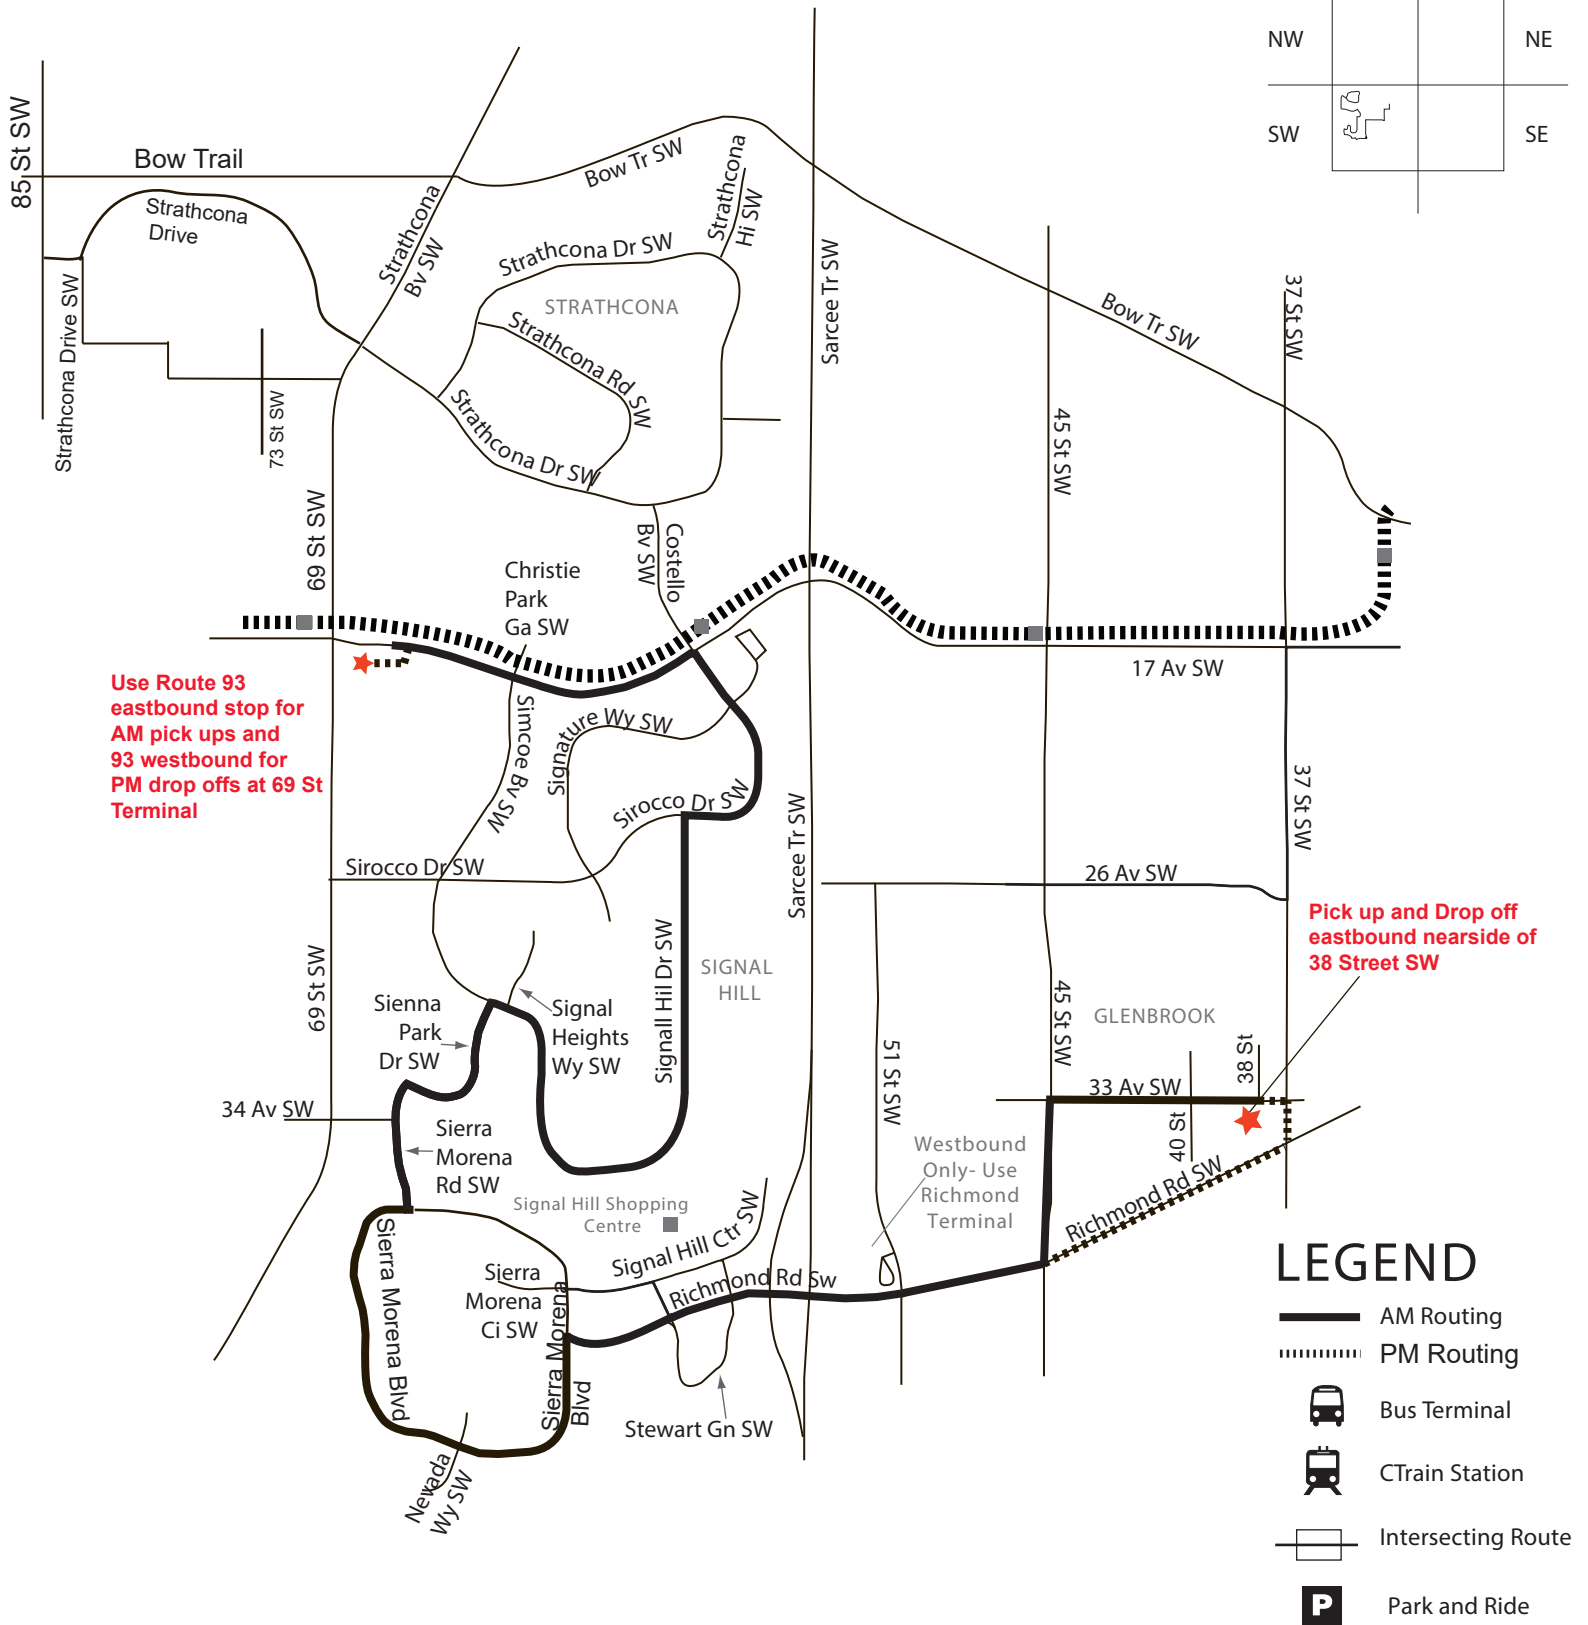 NW
NE
SW
SE
85 St SW
Bow Trail
Bow Tr SW
Strathcona
Hi SW
Strathcona
Drive
Strathcona
Bv SW
Strathcona Dr SW
STRATHCONA
Sarcee Tr SW
Bow Tr SW
37 St SW
Strathcona Drive SW
Strathcona Rd SW
73 St SW
Strathcona Dr SW
45 St SW
69 St SW
Costello
Bv SW
Christie
Park
Ga SW
17 Av SW
Use Route 93
eastbound stop for
AM pick ups and
93 westbound for
PM drop offs at 69 St
Terminal
Simcoe Bv SW
Signature Wy SW
Sirocco Dr SW
Sarcee Tr SW
37 St SW
Sirocco Dr SW
26 Av SW
Pick up and Drop off
eastbound nearside of
38 Street SW
69 St SW
Signall Hil Dr SW
SIGNAL
HILL
Sienna
Park
Dr SW
Signal
Heights
Wy SW
45 St SW
GLENBROOK
51 St SW
38 St
33 Av SW
40 St
34 Av SW
Sierra
Morena
Rd SW
Westbound
Only- Use
Richmond
Terminal
Richmond Rd SW
Signal Hill Shopping
Centre
Signal Hill Ctr SW
Sierra Morena Blvd
Sierra
Morena
Ci SW
Richmond Rd Sw
Sierra Morena
Blvd
Stewart Gn SW
Nevada
Wy SW
LEGEND
AM Routing
PM Routing
Bus Terminal
CTrain Station
Intersecting Route
P Park and Ride